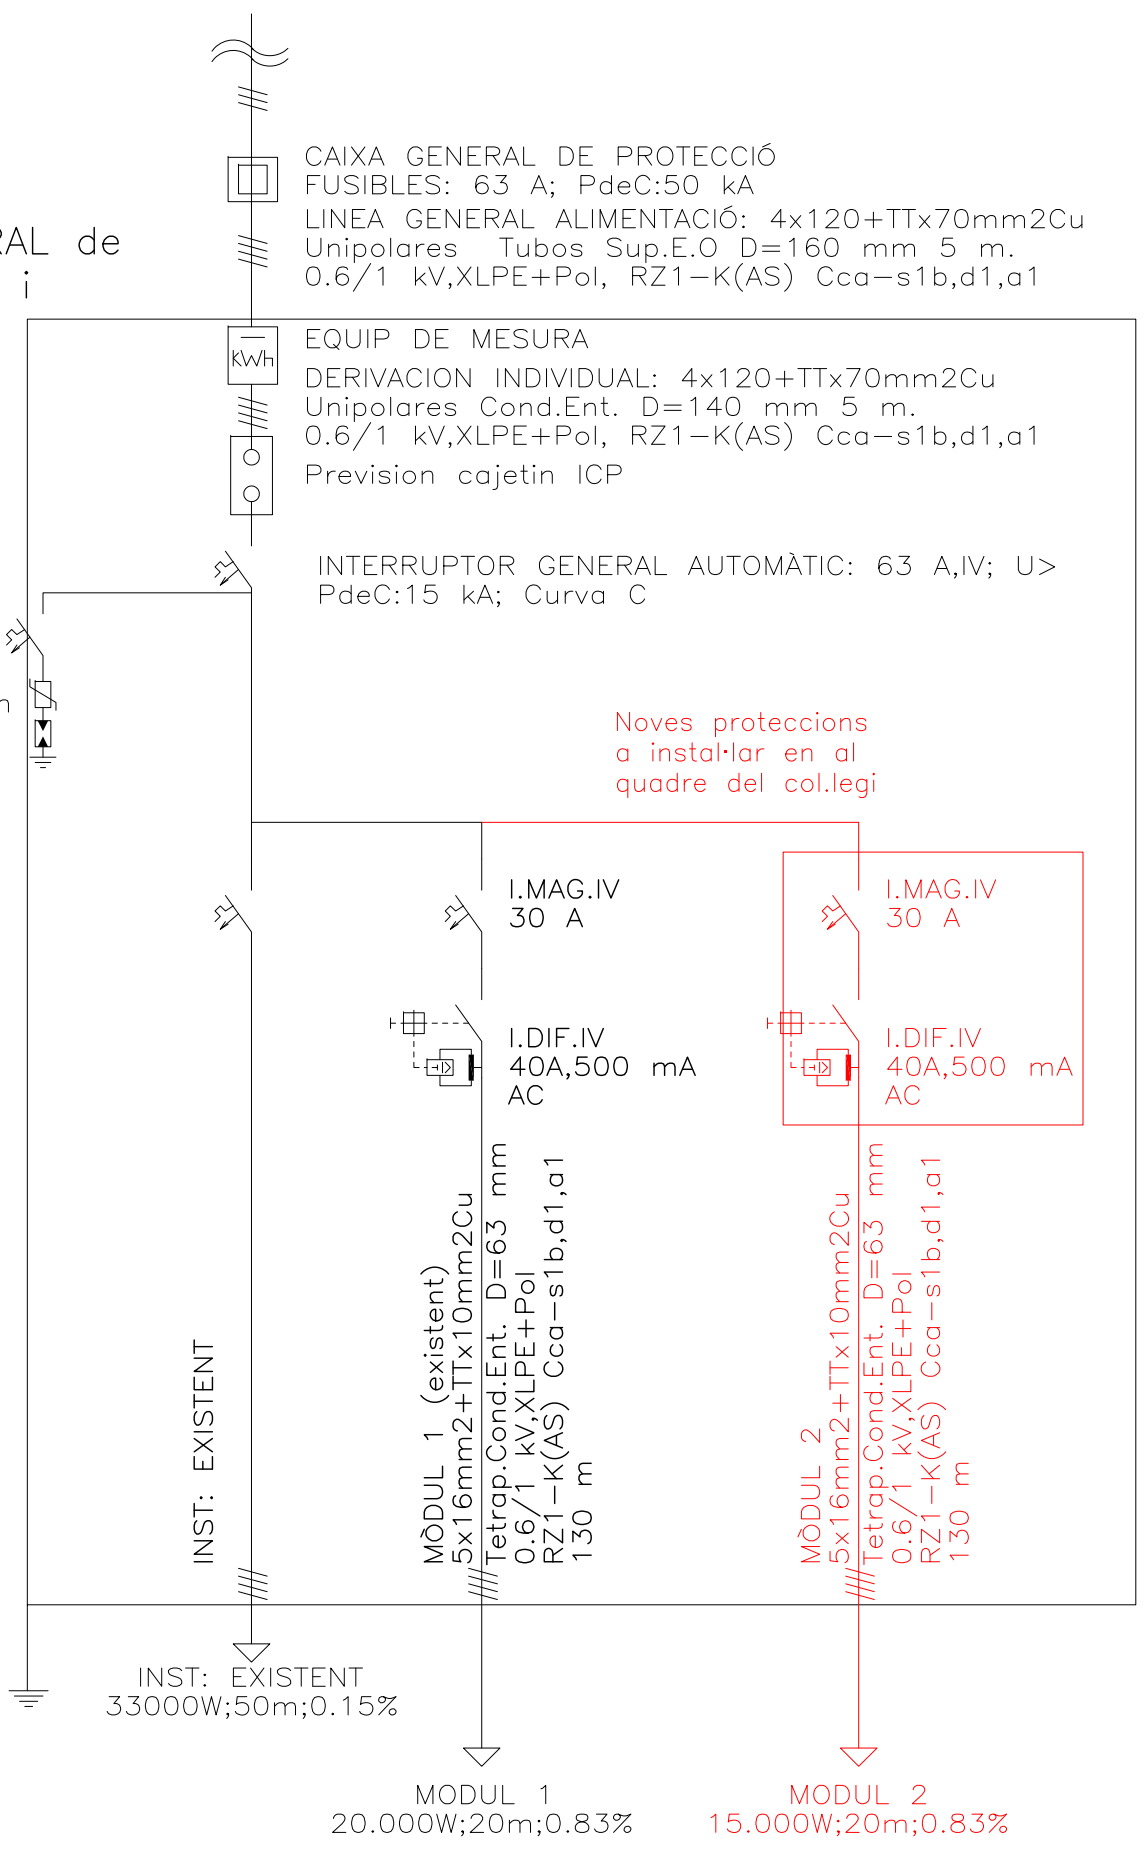 CAIXA GENERAL DE PROTECCIÓ
FUSIBLES: 63 A; PdeC:50 kA
LINEA GENERAL ALIMENTACIÓ: 4x120+TTx70mm2Cu
Unipolares Tubos Sup.E.O D=160 mm 5 m.
0.6/1 kV,XLPE+Pol, RZ1-K(AS) Cca-s1b,d1,a1
RAL de
i
KWh
EQUIP DE MESURA
DERIVACION INDIVIDUAL: 4x120+TTx70mm2Cu
Unipolares Cond.Ent. D=140 mm 5 m.
0.6/1 kV,XLPE+Pol, RZ1-K(AS) Cca-s1b,d1,a1
Prevision cajetin ICP
INTERRUPTOR GENERAL AUTOMÀTIC: 63 A,IV; U>
PdeC:15 kA; Curva C
Noves proteccions
a instal·lar en al
quadre del col.legi
I.MAG.IV
30 A
I.DIF.IV
40A,500 mA
AC
I.MAG.IV
30 A
I.DIF.IV
40A,500 mA
AC
INST: EXISTENT
MÒDUL 1 (existent)
5x16mm2+TTx10mm2Cu
Tetrap.Cond.Ent. D=63 mm
0.6/1 kV,XLPE+Pol
RZ1-K(AS) Cca-s1b,d1,a1
130 m
MÒDUL 2
5x16mm2+TTx10mm2Cu
Tetrap.Cond.Ent. D=63 mm
0.6/1 kV,XLPE+Pol
RZ1-K(AS) Cca-s1b,d1,a1
130 m
INST: EXISTENT
33000W;50m;0.15%
MODUL 1
20.000W;20m;0.83%
MODUL 2
15.000W;20m;0.83%